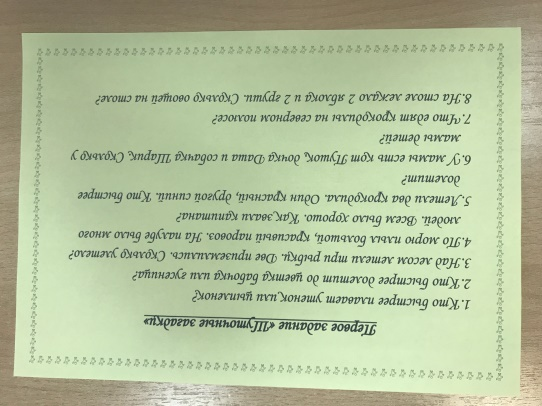 Первое задание «Шуточные загадки»
1. Кто быстрее плавает утенок или цыпленок?
2. Кто быстрее долетит до цветка бабочка или гусеница?
3. Над лесом летели три рыбки. Две приземлились. Сколько улетело?
4. По морю плыл большой, красивый паровоз. На палубе было много
людей. Всем было хорошо. Как звали капитана?
5. Летели два крокодила. Один красный, другой синий. Кто быстрее
долетит?
6. У мамы есть кот Пушок, дочка Даша и собачка Шарик. Сколько у
мамы детей?
7. Что едят крокодилы на северном полюсе?
8. На столе лежало 2 яблока и 2 груши. Сколько овощей на столе?